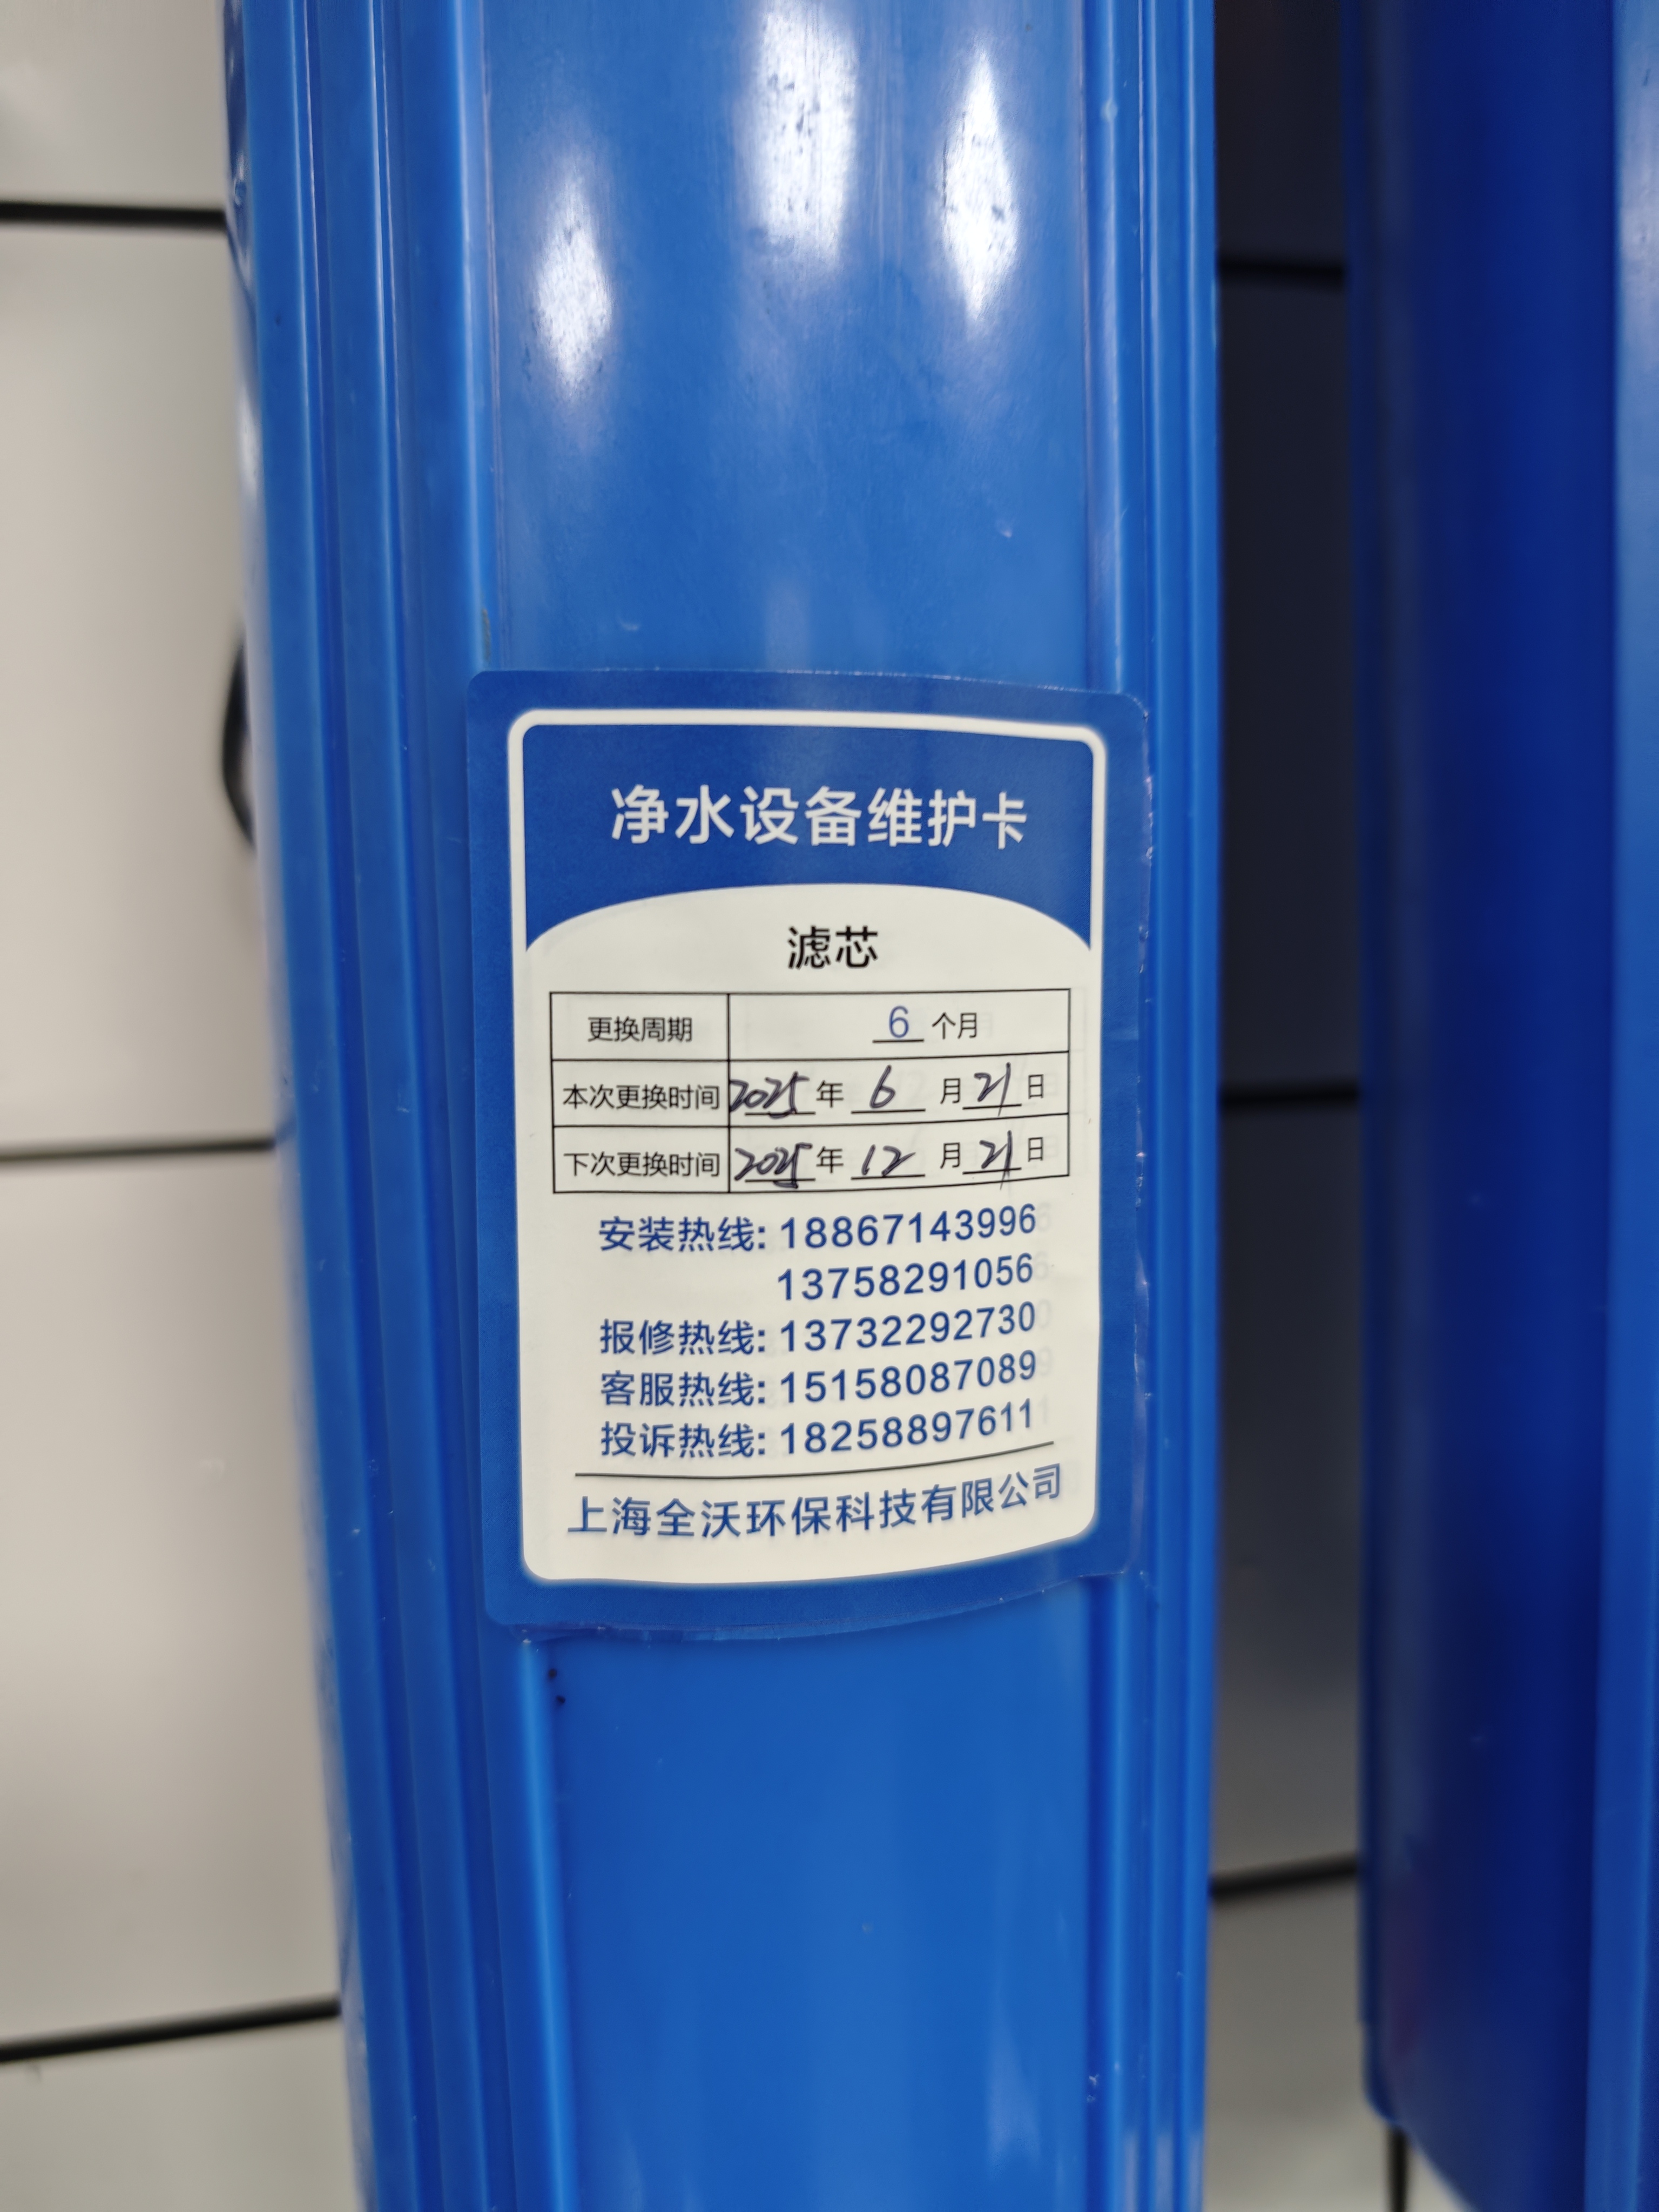 净水设备维护卡
滤芯
更换周期 6 个月
本次更换时间 2025 年 6 月 21 日
下次更换时间 2025 年 12 月 21 日
安装热线: 18867143996
13758291056
报修热线: 13732292730
客服热线: 15158087089
投诉热线: 18258897611
上海全沃环保科技有限公司